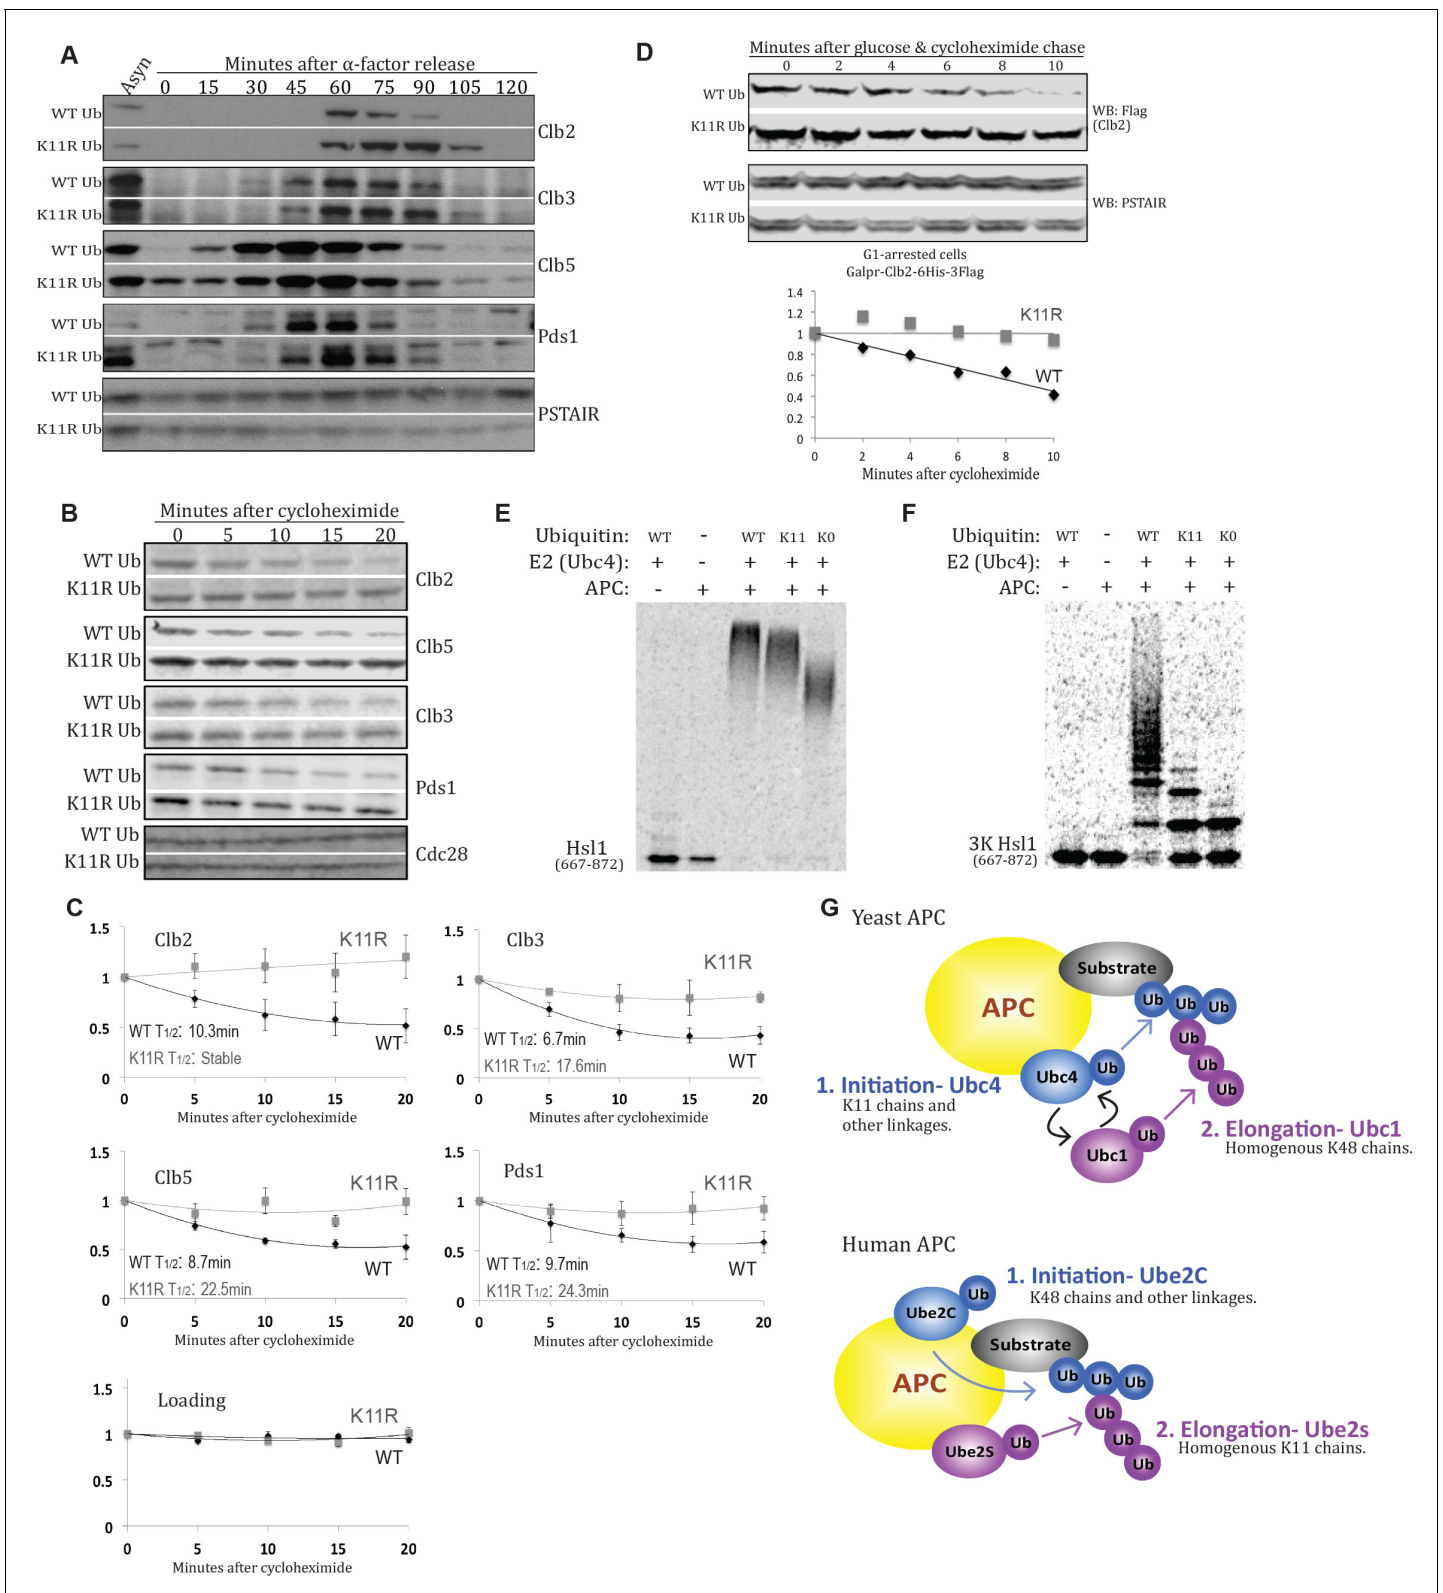 A
Asyn
Minutes after α-factor release
0 15 30 45 60 75 90 105 120
WT Ub
K11R Ub
Clb2
WT Ub
K11R Ub
Clb3
WT Ub
K11R Ub
Clb5
WT Ub
K11R Ub
Pds1
WT Ub
K11R Ub
PSTAIR
D
Minutes after glucose & cycloheximide chase
0 2 4 6 8 10
WT Ub
K11R Ub
WB: Flag
(Clb2)
WT Ub
K11R Ub
WB: PSTAIR
G1-arrested cells
Galpr-Clb2-6His-3Flag
1.4
1.2
1
0.8
0.6
0.4
0.2
0
K11R
WT
0 2 4 6 8 10
Minutes after cycloheximide
B
Minutes after cycloheximide
0 5 10 15 20
WT Ub
K11R Ub
Clb2
WT Ub
K11R Ub
Clb5
WT Ub
K11R Ub
Clb3
WT Ub
K11R Ub
Pds1
WT Ub
K11R Ub
Cdc28
E
Ubiquitin: WT - WT K11 K0
E2 (Ubc4): + - + + +
APC: - + + + +
Hsl1
(667-872)
F
Ubiquitin: WT - WT K11 K0
E2 (Ubc4): + - + + +
APC: - + + + +
3K Hsl1
(667-872)
C
1.5
1
0.5
0
Clb2
K11R
WT T1/2: 10.3min
K11R T1/2: Stable
WT
0 5 10 15 20
Minutes after cycloheximide
1.5
1
0.5
0
Clb3
K11R
WT T1/2: 6.7min
K11R T1/2: 17.6min
WT
0 5 10 15 20
Minutes after cycloheximide
1.5
1
0.5
0
Clb5
K11R
WT T1/2: 8.7min
K11R T1/2: 22.5min
WT
0 5 10 15 20
Minutes after cycloheximide
1.5
1
0.5
0
Pds1
K11R
WT T1/2: 9.7min
K11R T1/2: 24.3min
WT
0 5 10 15 20
Minutes after cycloheximide
1.5
1
0.5
0
Loading
K11R
WT
0 5 10 15 20
Minutes after cycloheximide
G
Yeast APC
APC
Substrate
Ub Ub Ub
Ub
Ub
Ub
Ubc4
Ub
1. Initiation- Ubc4
K11 chains and
other linkages.
Ubc1
Ub
2. Elongation- Ubc1
Homogenous K48 chains.
Human APC
1. Initiation- Ube2C
K48 chains and other linkages.
Ube2C
Ub
Substrate
APC
Ub Ub Ub
Ub
Ub
Ub
Ube2S
Ub
2. Elongation- Ube2s
Homogenous K11 chains.